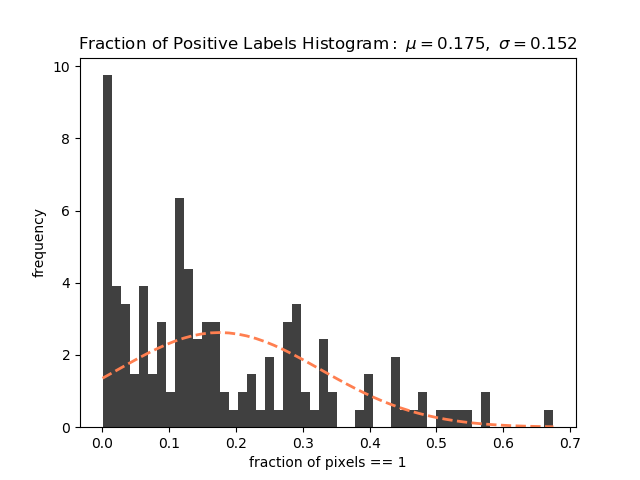 Fraction of Positive Labels Histogram: μ = 0.175, σ = 0.152
10
8
6
4
2
0
frequency
0.0 0.1 0.2 0.3 0.4 0.5 0.6 0.7
fraction of pixels == 1